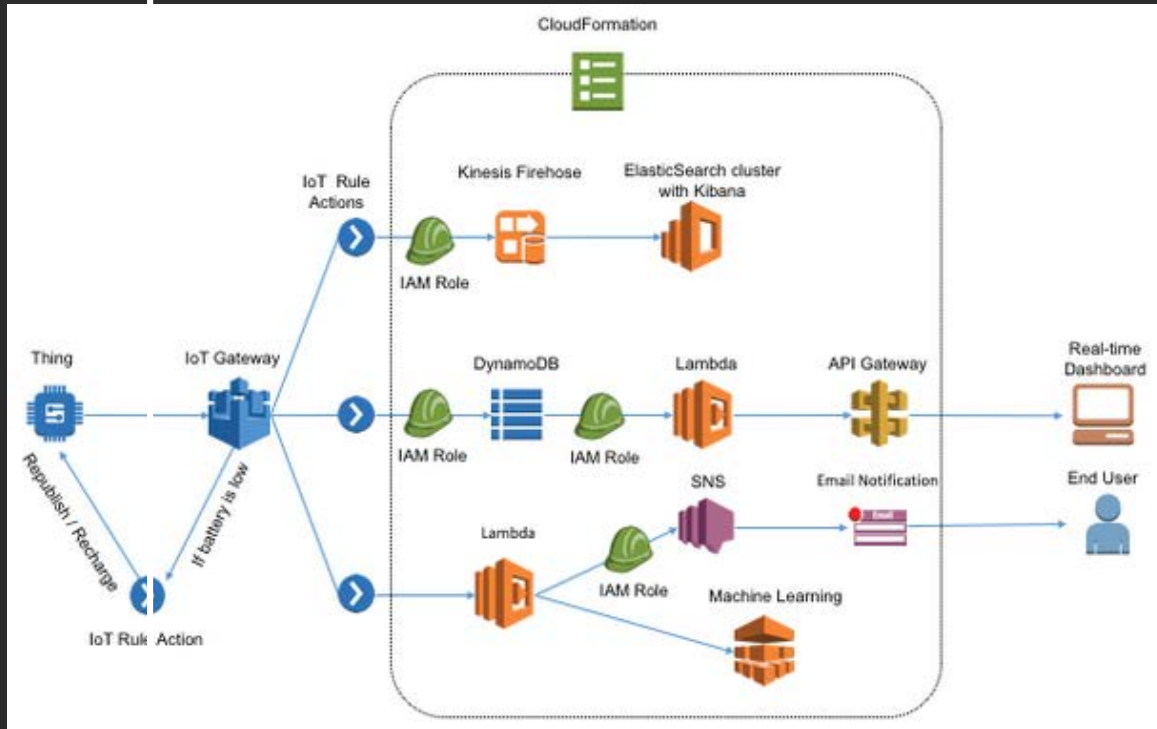 CloudFormation
IoT Rule
Actions
Kinesis Firehose
ElasticSearch cluster
with Kibana
IAM Role
Thing
IoT Gateway
DynamoDB
Lambda
API Gateway
Real-time
Dashboard
IAM Role
IAM Role
Republish / Recharge
If battery is low
SNS
Email Notification
End User
Email
Lambda
IAM Role
Machine Learning
IoT Rule Action